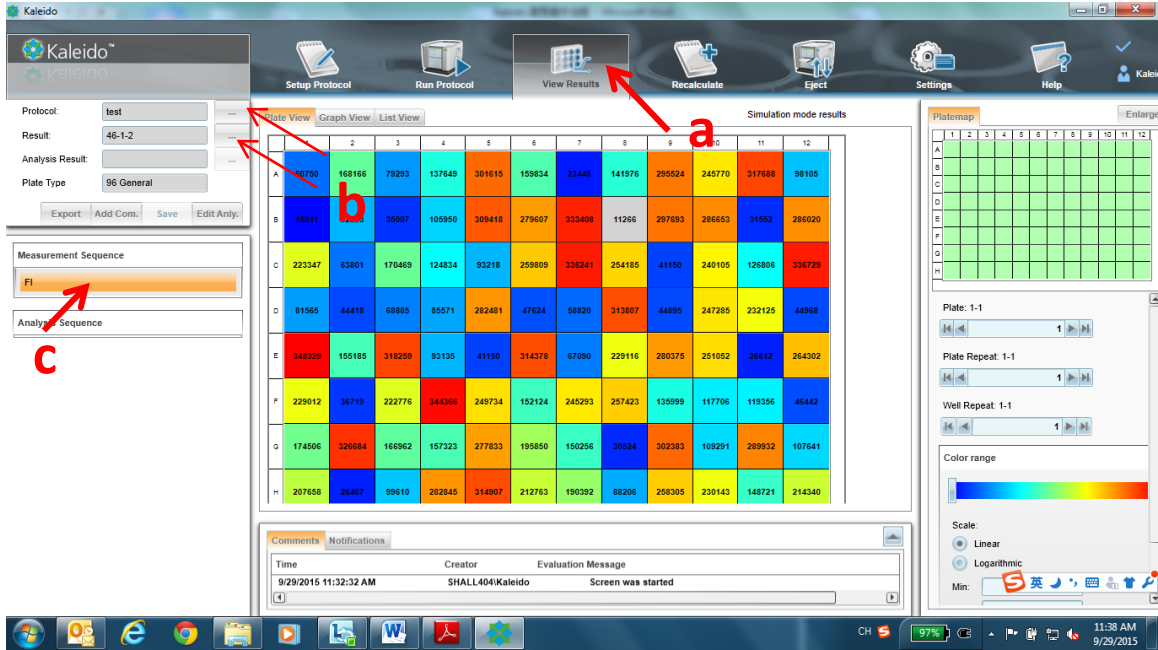 Kaleido
Kaleido™
Setup Protocol
Run Protocol
View Results
Recalculate
Eject
Settings
Help
Protocol: test ...
Result: 46-1-2 ...
Analysis Result: ...
Plate Type 96 General
Export Add Com. Save Edit Anly.
Measurement Sequence
FI
Analysis Sequence
a
b
c
Plate View Graph View List View
Simulation mode results
2 3 4 5 6 7 8 9 10 11 12
A 168166 79293 137649 301615 159834 23448 141976 295524 245770 317688 98105
B 35007 105950 309418 279607 333408 11266 297693 286653 31552 286020
C 223347 63801 170469 124834 93218 259809 336241 254185 41150 240105 126806 336729
D 81565 44418 68885 85571 282481 47624 58820 313807 44895 247285 232125 44968
E 348329 155185 318259 93135 41150 314378 67090 229116 280375 251052 26612 264302
F 229012 36719 222776 344366 249734 152124 245293 257423 135999 117706 119356 46442
G 174506 326684 166962 157323 277833 195850 150256 30524 302383 109291 289932 107641
H 207658 26467 99610 282845 314907 212763 190392 88206 258305 230143 148721 214340
Comments Notifications
Time Creator Evaluation Message
9/29/2015 11:32:32 AM SHALL404\Kaleido Screen was started
Platemap
Enlarge
1 2 3 4 5 6 7 8 9 10 11 12
A
B
C
D
E
F
G
H
Plate: 1-1
1
Plate Repeat: 1-1
1
Well Repeat: 1-1
1
Color range
Scale:
Linear
Logarithmic
Min:
英
CH
97%
11:38 AM
9/29/2015